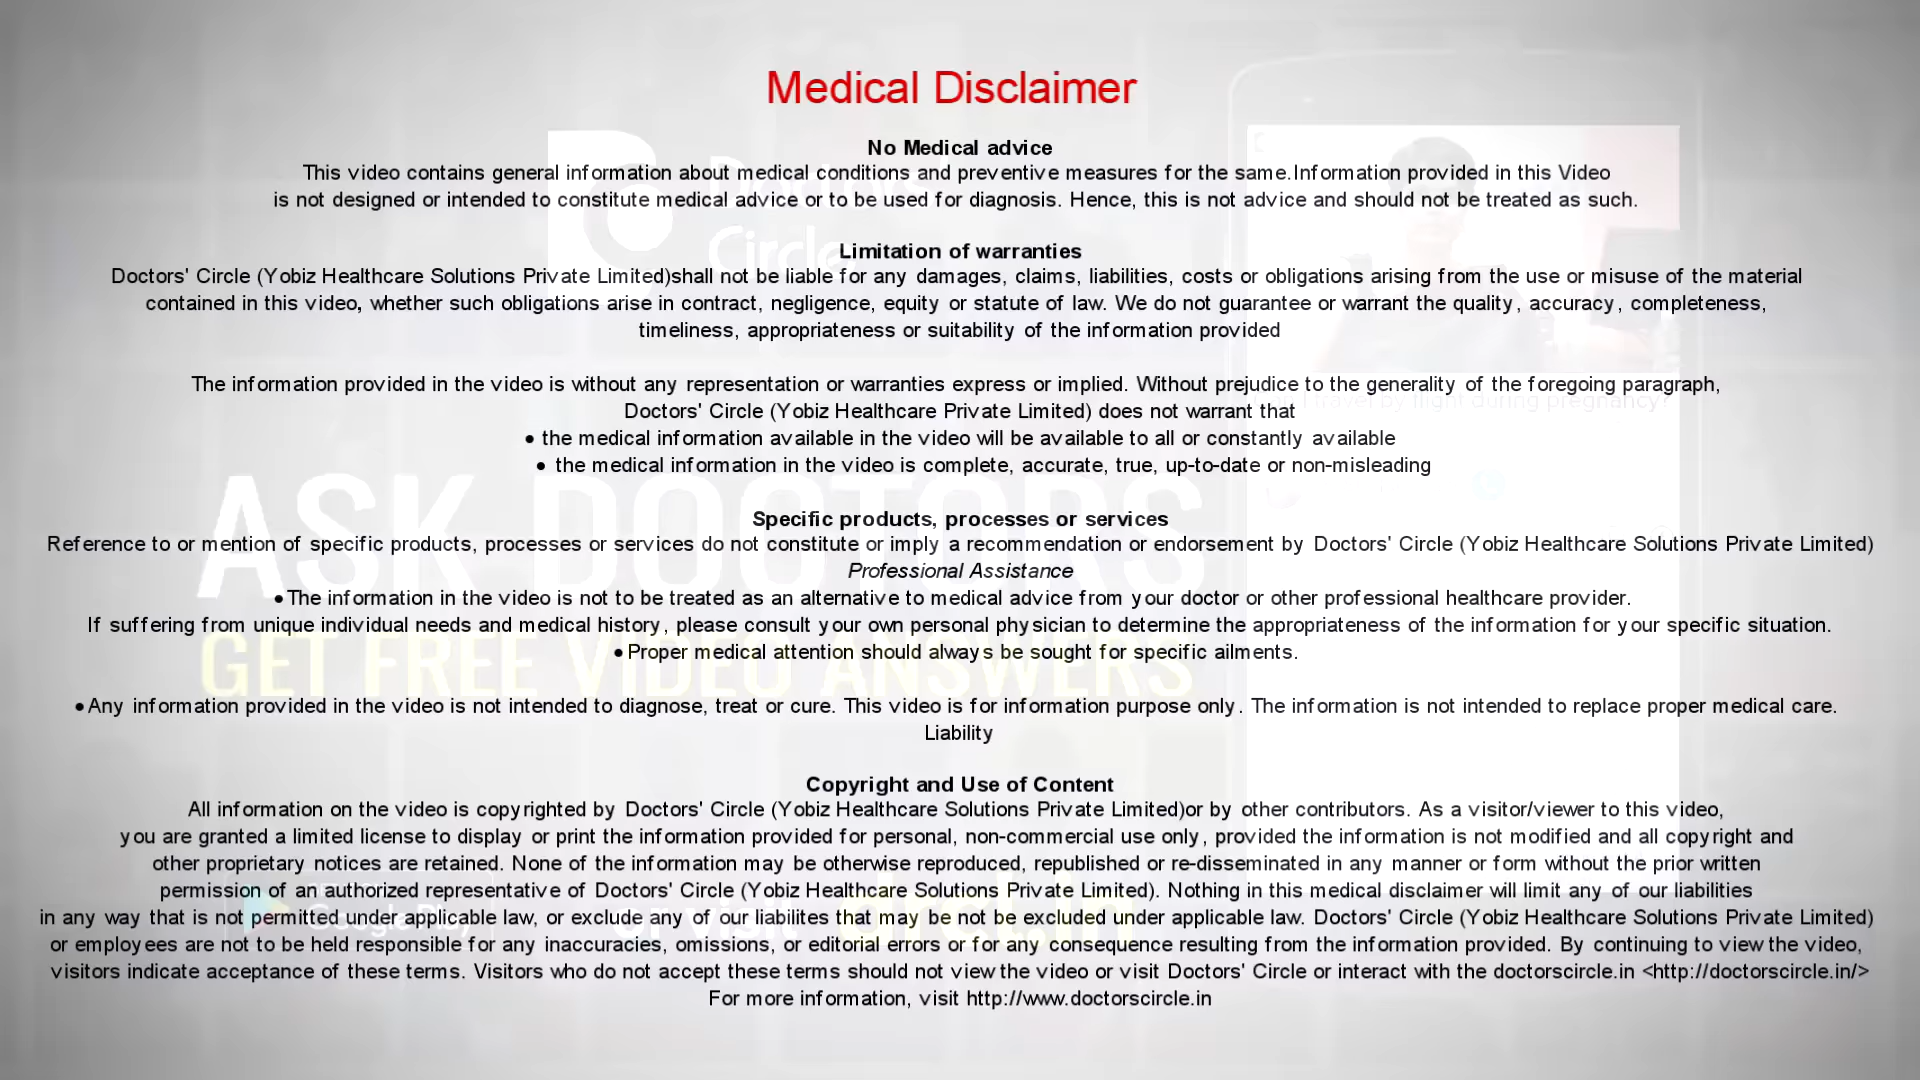 Medical Disclaimer
No Medical advice
This video contains general information about medical conditions and preventive measures for the same.Information provided in this Video
is not designed or intended to constitute medical advice or to be used for diagnosis. Hence, this is not advice and should not be treated as such.
Doctors'
Circle
Limitation of warranties
Doctors' Circle (Yobiz Healthcare Solutions Private Limited)shall not be liable for any damages, claims, liabilities, costs or obligations arising from the use or misuse of the material
contained in this video, whether such obligations arise in contract, negligence, equity or statute of law. We do not guarantee or warrant the quality, accuracy, completeness,
timeliness, appropriateness or suitability of the information provided
The information provided in the video is without any representation or warranties express or implied. Without prejudice to the generality of the foregoing paragraph,
I travel by flight during pregnancy?
Doctors' Circle (Yobiz Healthcare Private Limited) does not warrant that
• the medical information available in the video will be available to all or constantly available
• the medical information in the video is complete, accurate, true, up-to-date or non-misleading
ASK DOCTORS
Specific products, processes or services
Reference to or mention of specific products, processes or services do not constitute or imply a recommendation or endorsement by Doctors' Circle (Yobiz Healthcare Solutions Private Limited)
Professional Assistance
•The information in the video is not to be treated as an alternative to medical advice from your doctor or other professional healthcare provider.
If suffering from unique individual needs and medical history, please consult your own personal physician to determine the appropriateness of the information for your specific situation.
GET FREE VIDEO ANSWERS
•Proper medical attention should always be sought for specific ailments.
•Any information provided in the video is not intended to diagnose, treat or cure. This video is for information purpose only. The information is not intended to replace proper medical care.
Liability
Copyright and Use of Content
All information on the video is copyrighted by Doctors' Circle (Yobiz Healthcare Solutions Private Limited)or by other contributors. As a visitor/viewer to this video,
you are granted a limited license to display or print the information provided for personal, non-commercial use only, provided the information is not modified and all copyright and
other proprietary notices are retained. None of the information may be otherwise reproduced, republished or re-disseminated in any manner or form without the prior written
permission of an authorized representative of Doctors' Circle (Yobiz Healthcare Solutions Private Limited). Nothing in this medical disclaimer will limit any of our liabilities
in any way that is not permitted under applicable law, or exclude any of our liabilites that may be not be excluded under applicable law. Doctors' Circle (Yobiz Healthcare Solutions Private Limited)
Google Play
or visit drcl.in
or employees are not to be held responsible for any inaccuracies, omissions, or editorial errors or for any consequence resulting from the information provided. By continuing to view the video,
visitors indicate acceptance of these terms. Visitors who do not accept these terms should not view the video or visit Doctors' Circle or interact with the doctorscircle.in <http://doctorscircle.in/>
For more information, visit http://www.doctorscircle.in